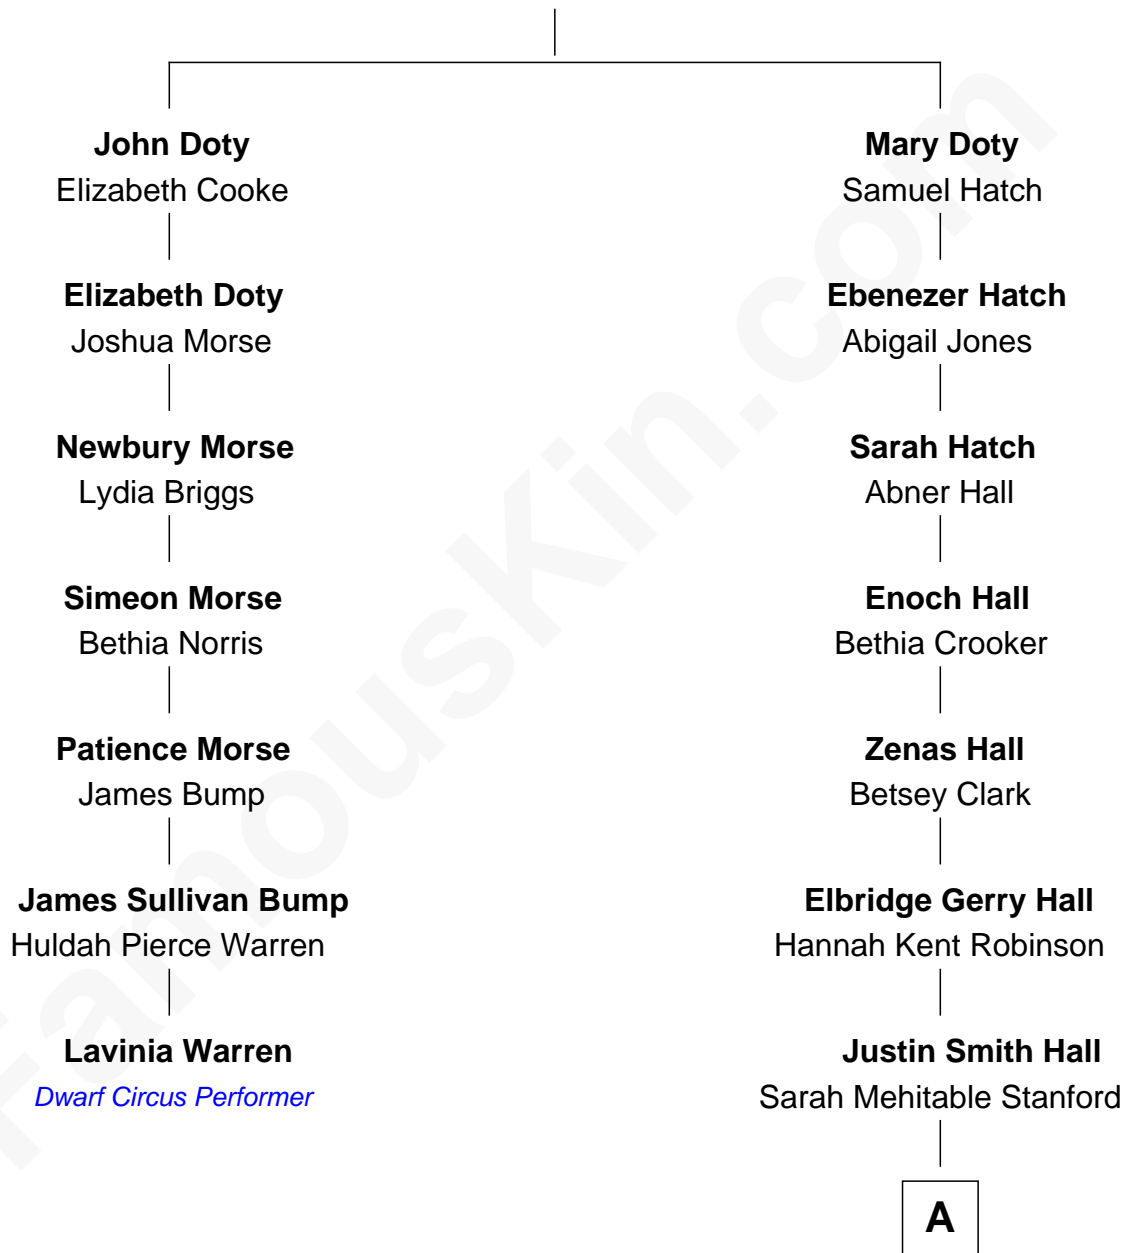 John Doty
Elizabeth Cooke
Elizabeth Doty
Joshua Morse
Newbury Morse
Lydia Briggs
Simeon Morse
Bethia Norris
Patience Morse
James Bump
James Sullivan Bump
Huldah Pierce Warren
Lavinia Warren
Dwarf Circus Performer
Mary Doty
Samuel Hatch
Ebenezer Hatch
Abigail Jones
Sarah Hatch
Abner Hall
Enoch Hall
Bethia Crooker
Zenas Hall
Betsey Clark
Elbridge Gerry Hall
Hannah Kent Robinson
Justin Smith Hall
Sarah Mehitable Stanford
A
FamousKin.com